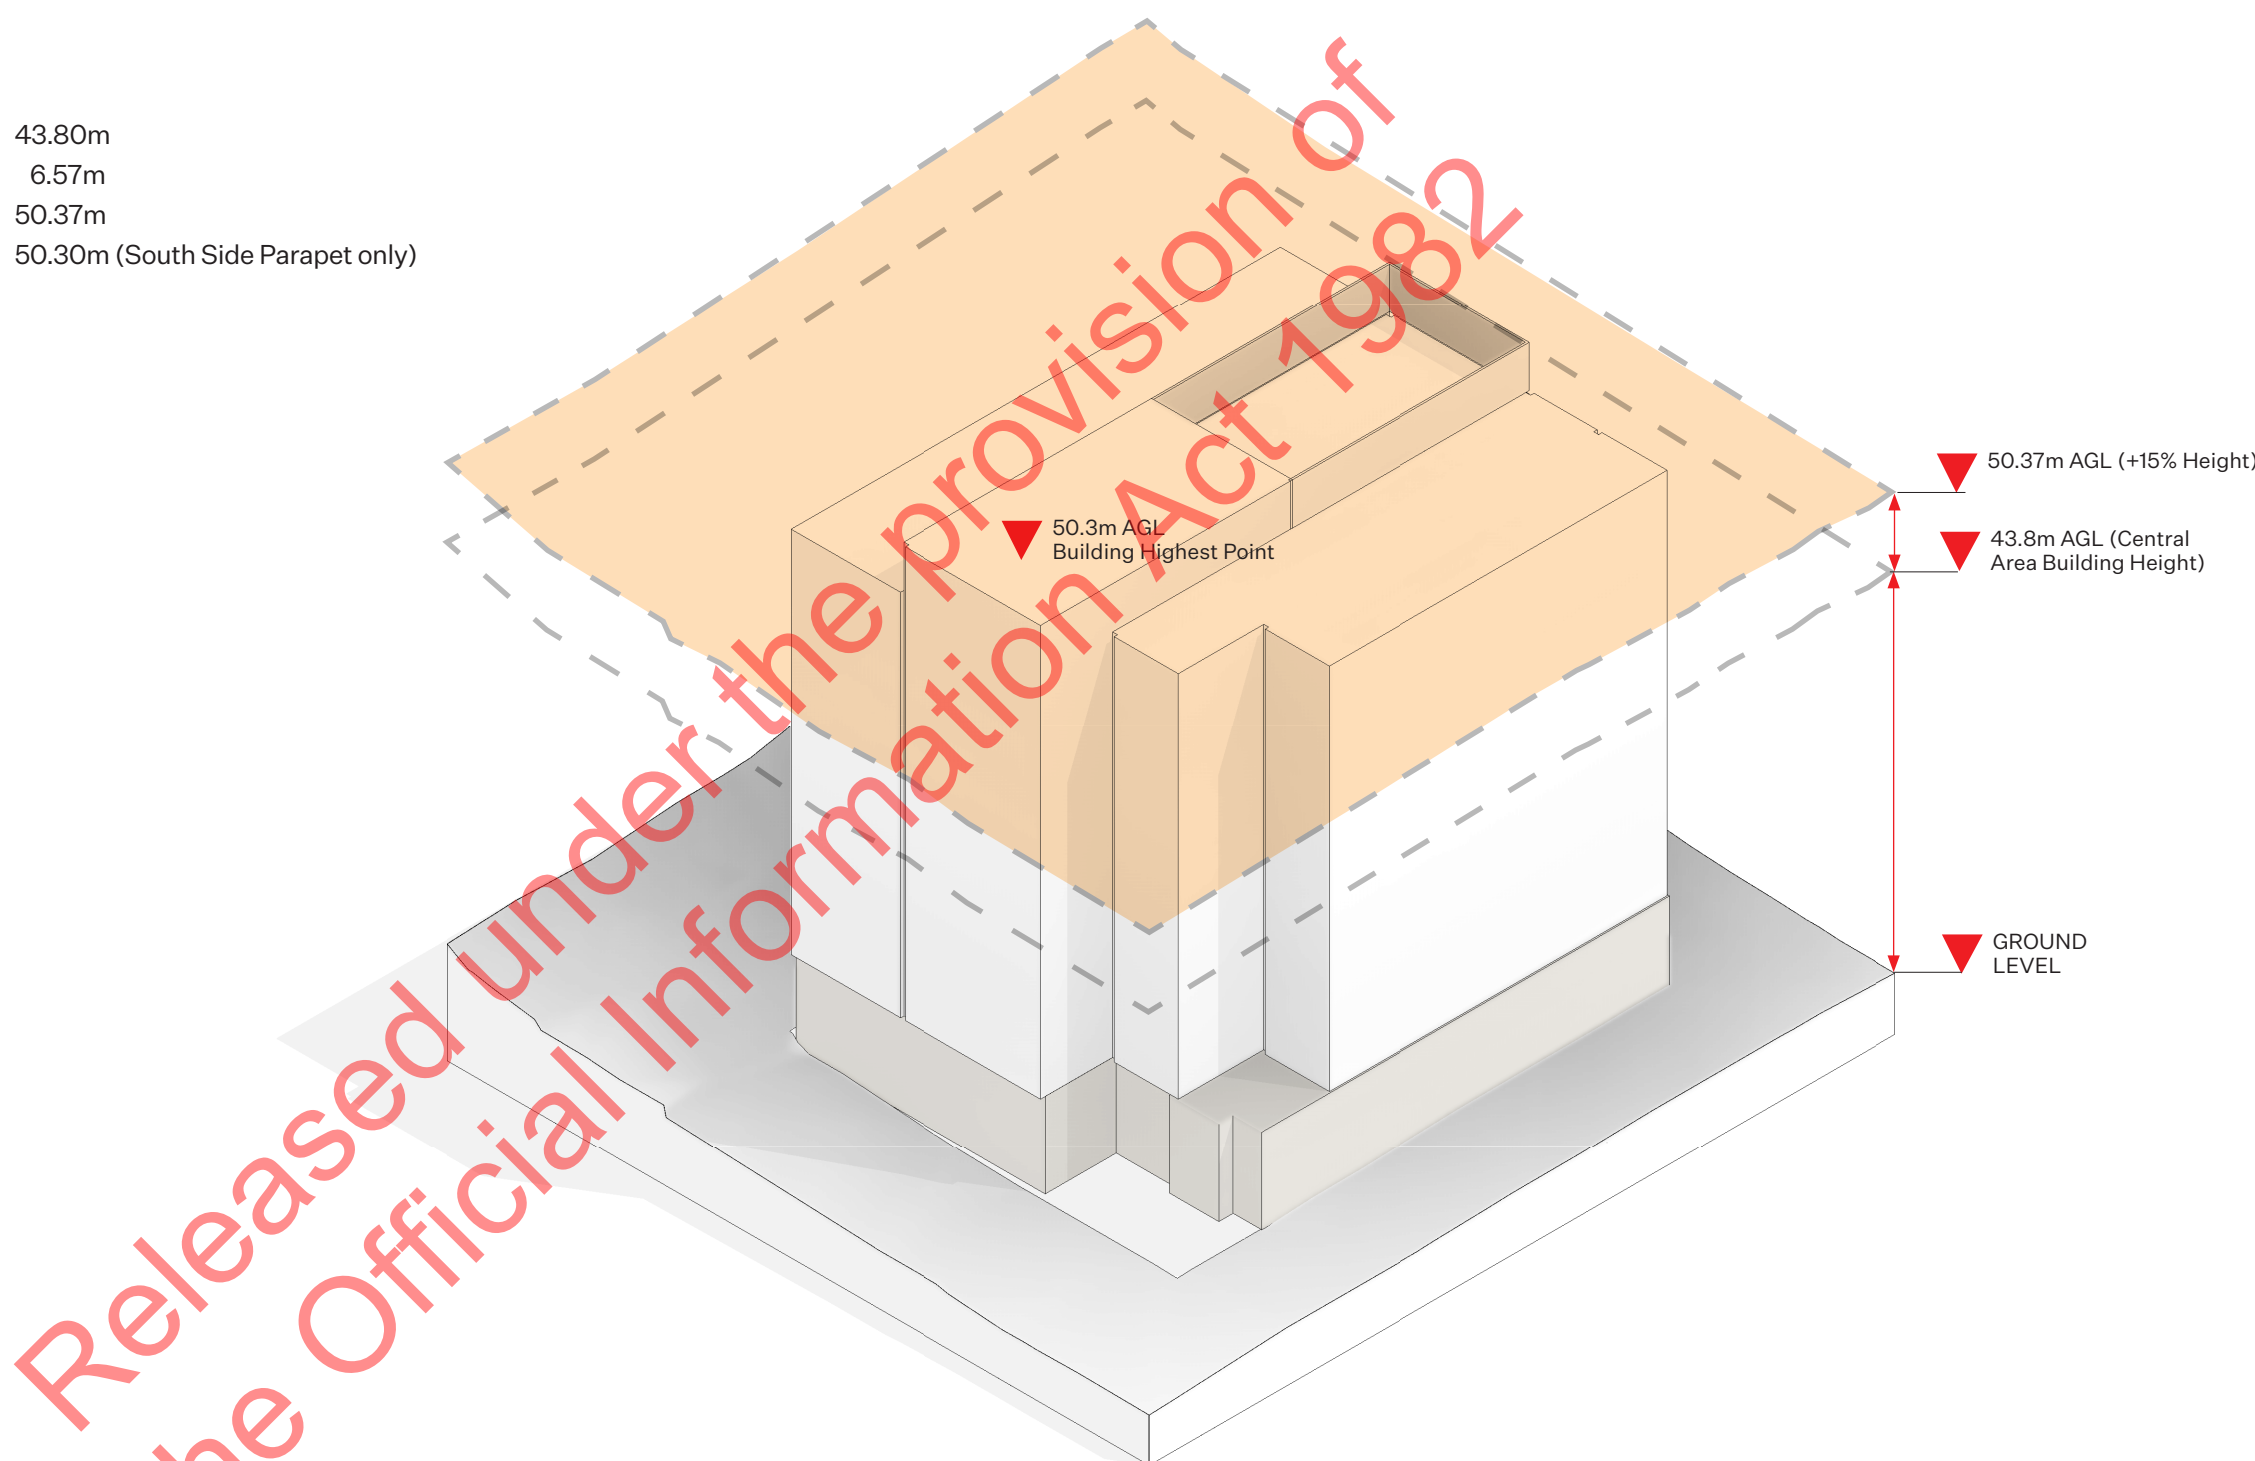 43.80m
6.57m
50.37m
50.30m (South Side Parapet only)
50.37m AGL (+15% Height)
43.8m AGL (Central
Area Building Height)
50.3m AGL
Building Highest Point
GROUND
LEVEL
Released under the provision of
he Official Information Act 1982